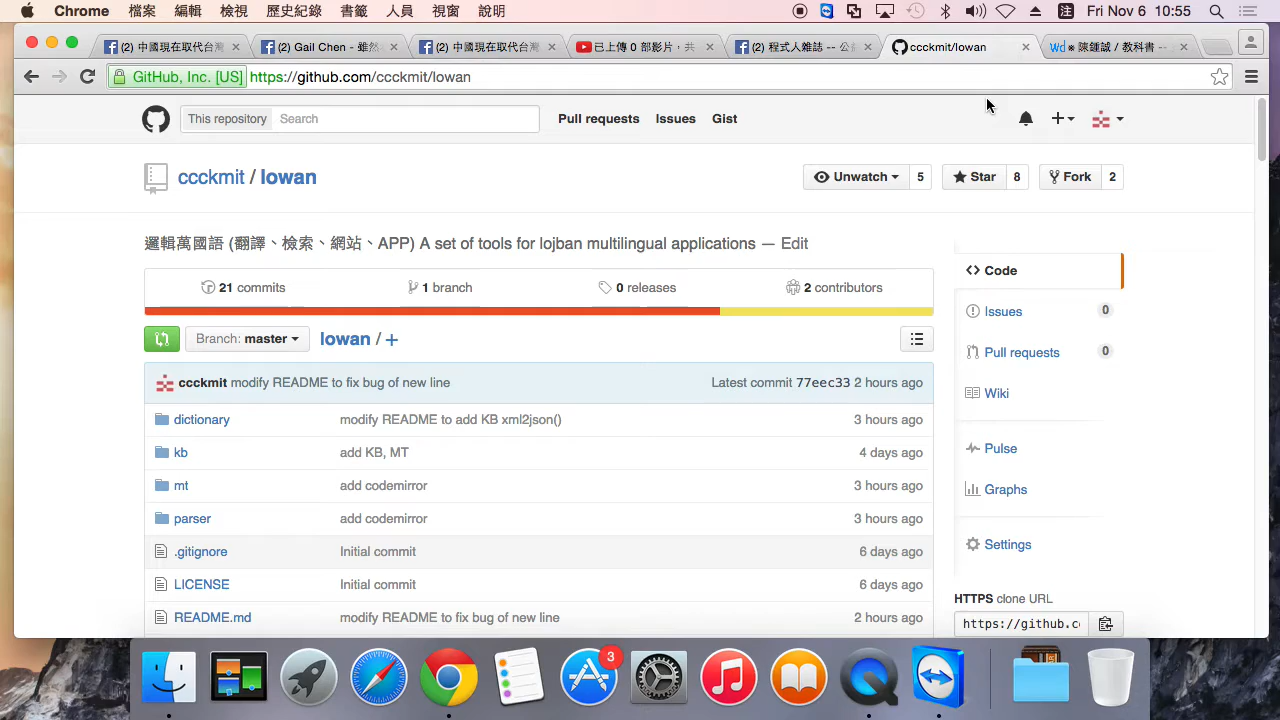 Chrome 檔案 編輯 檢視 歷史紀錄 書籤 人員 視窗 說明 注 Fri Nov 6 10:55
(2) 中國現在取代台灣
(2) Gail Chen - 雖然
(2) 中國現在取代台灣
已上傳 0 部影片，共
(2) 程式人雜誌 -- 公
ccckmit/lowan
Wd ※ 陳鍾誠 / 教科書 --
GitHub, Inc. [US] https://github.com/ccckmit/lowan
This repository Search Pull requests Issues Gist
ccckmit / lowan Unwatch 5 Star 8 Fork 2
邏輯萬國語 (翻譯、檢索、網站、APP) A set of tools for lojban multilingual applications — Edit
21 commits 1 branch 0 releases 2 contributors
Branch: master lowan / +
ccckmit modify README to fix bug of new line Latest commit 77eec33 2 hours ago
dictionary modify README to add KB xml2json() 3 hours ago
kb add KB, MT 4 days ago
mt add codemirror 3 hours ago
parser add codemirror 3 hours ago
.gitignore Initial commit 6 days ago
LICENSE Initial commit 6 days ago
README.md modify README to fix bug of new line 2 hours ago
Code
Issues 0
Pull requests 0
Wiki
Pulse
Graphs
Settings
HTTPS clone URL
https://github.c
3